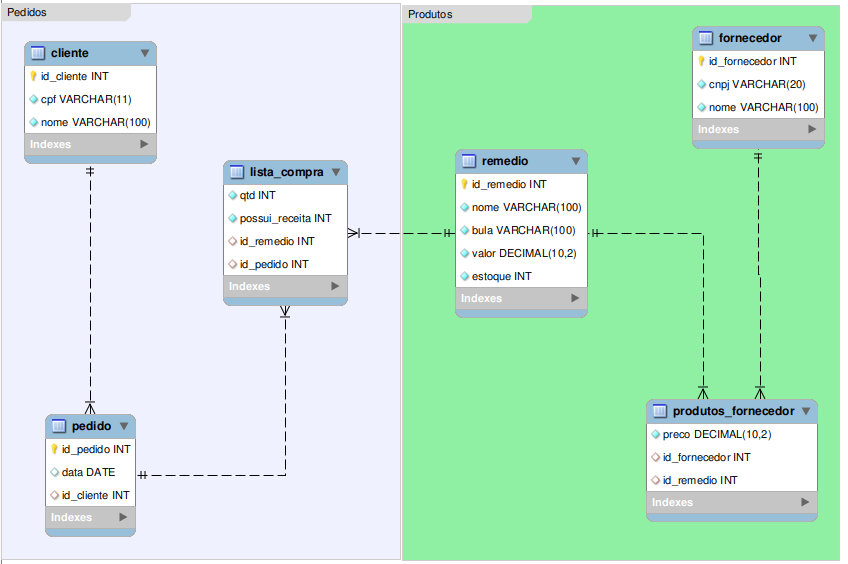 Pedidos
cliente
id_cliente INT
cpf VARCHAR(11)
nome VARCHAR(100)
Indexes
lista_compra
qtd INT
possui_receita INT
id_remedio INT
id_pedido INT
Indexes
pedido
id_pedido INT
data DATE
id_cliente INT
Indexes
Produtos
fornecedor
id_fornecedor INT
cnpj VARCHAR(20)
nome VARCHAR(100)
Indexes
remedio
id_remedio INT
nome VARCHAR(100)
bula VARCHAR(100)
valor DECIMAL(10,2)
estoque INT
Indexes
produtos_fornecedor
preco DECIMAL(10,2)
id_fornecedor INT
id_remedio INT
Indexes